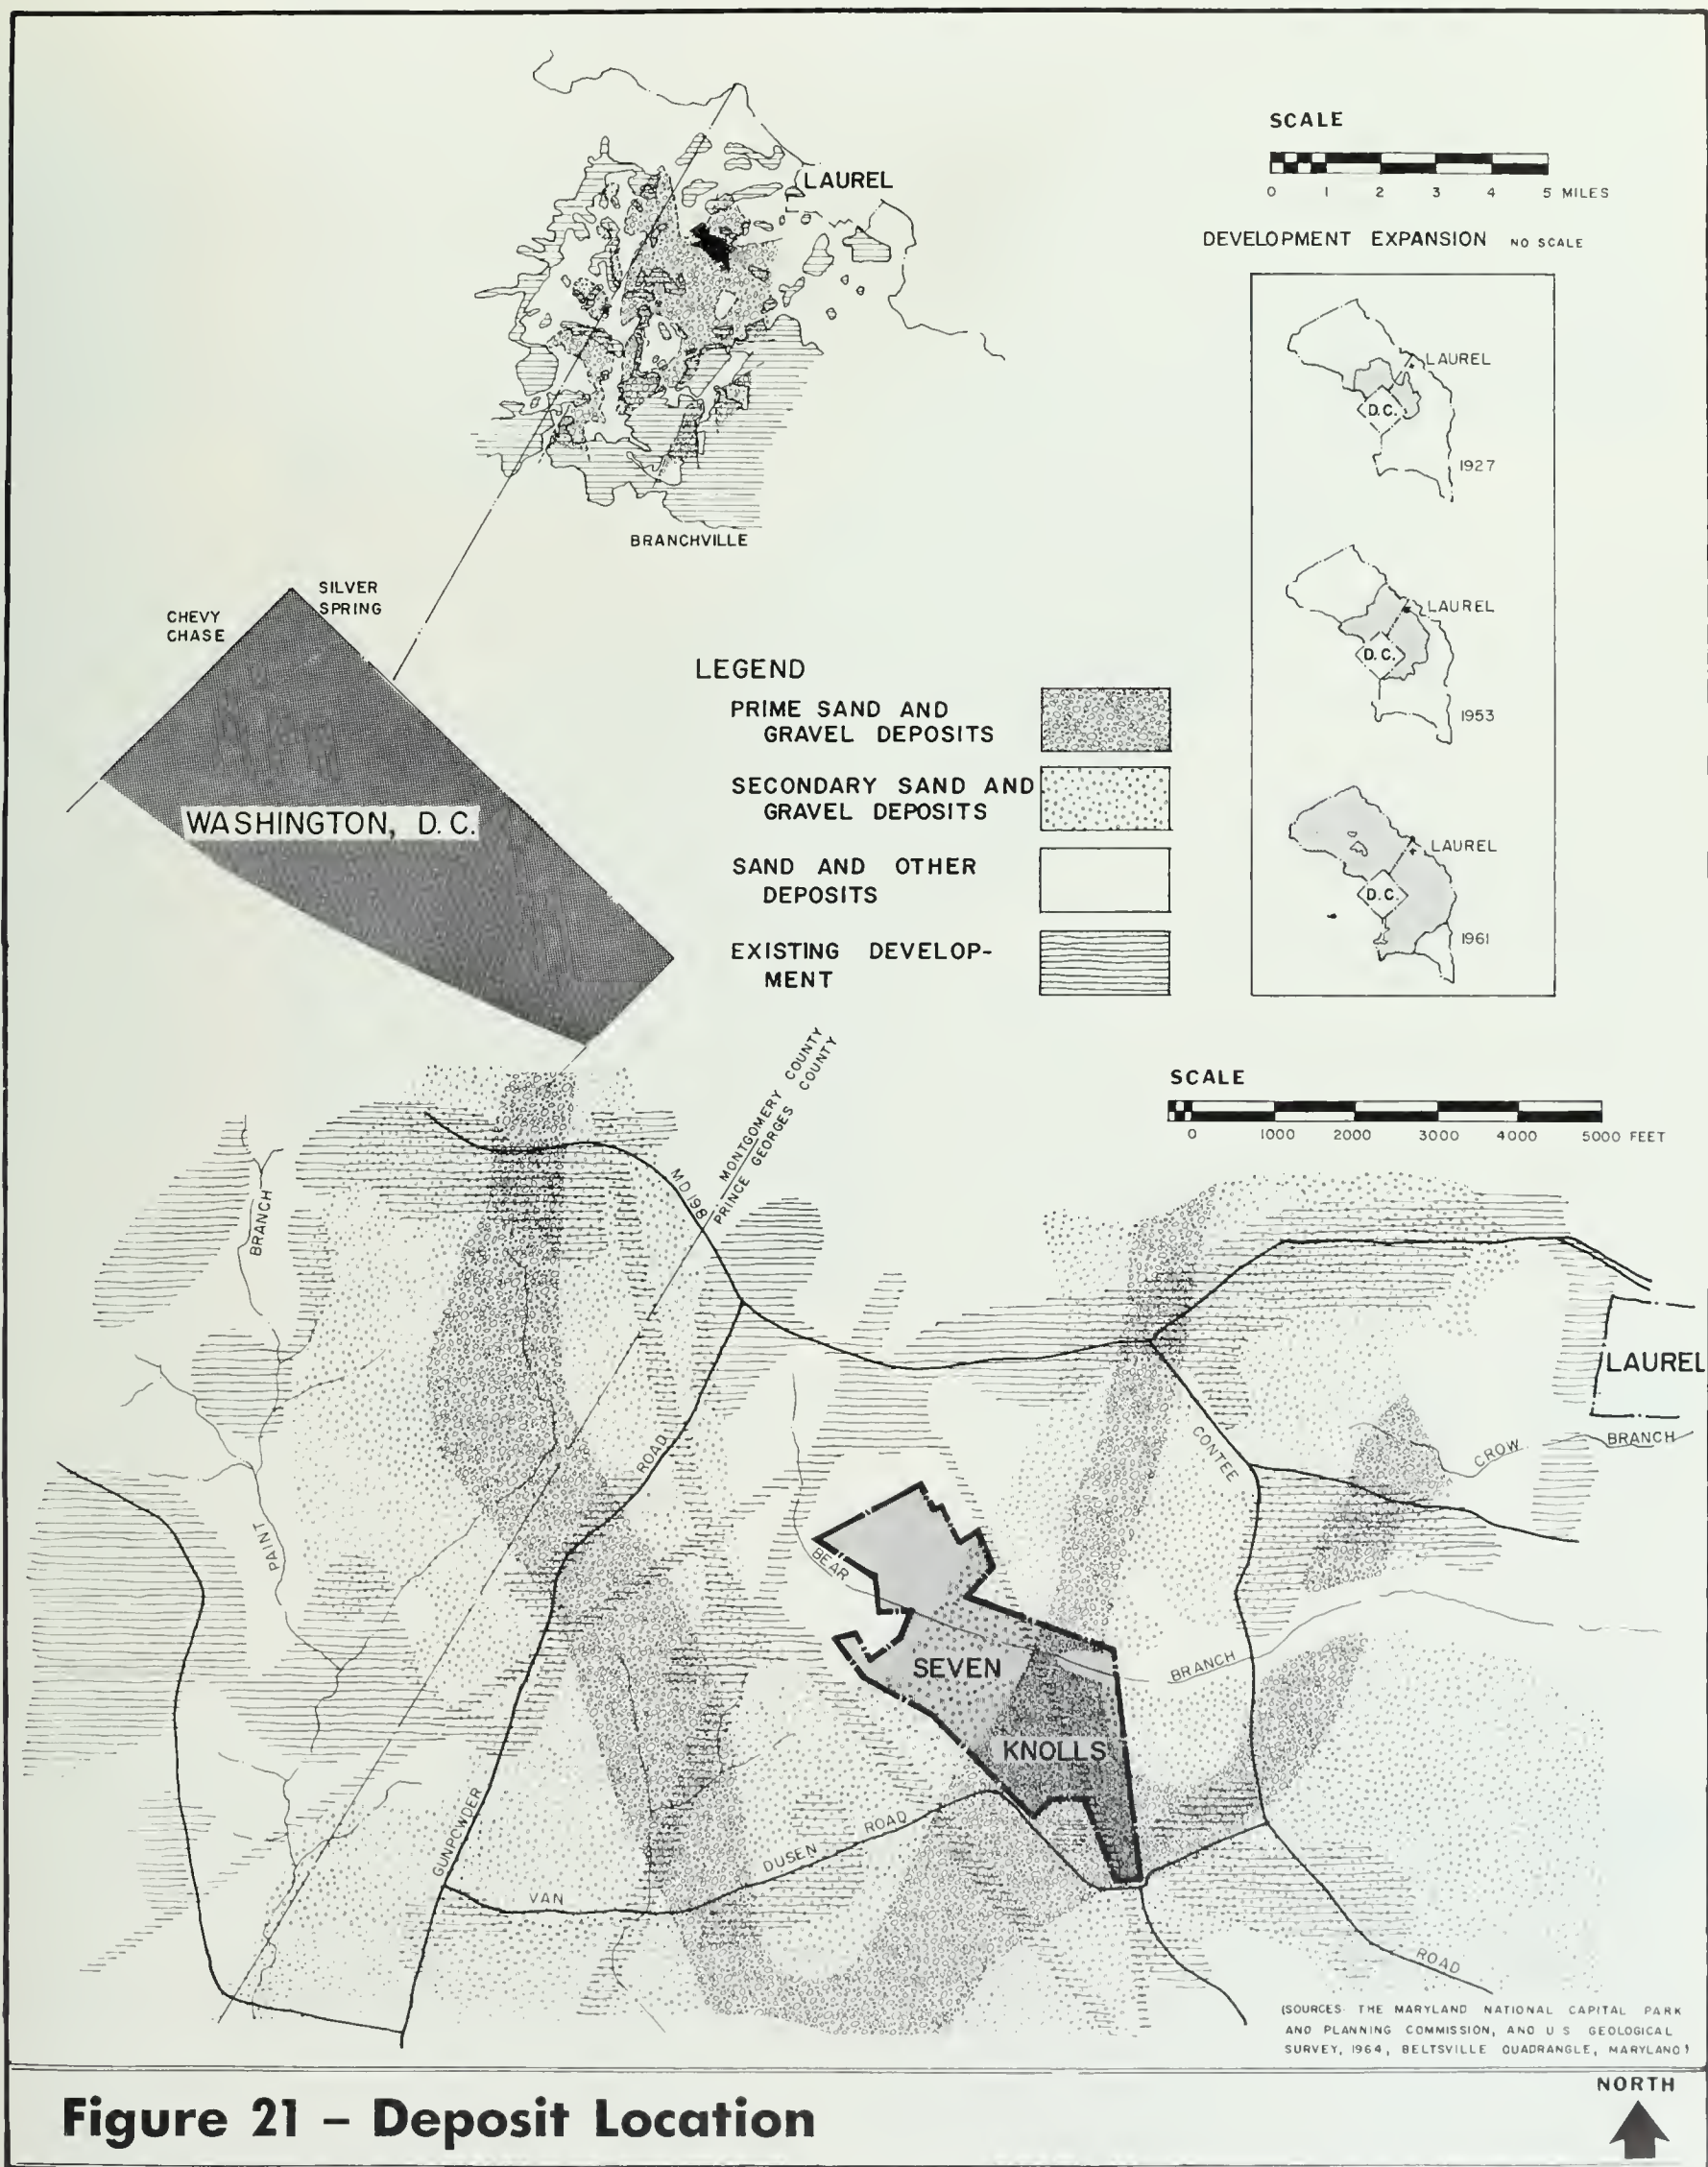 LAUREL
SCALE
0 1 2 3 4 5 MILES
DEVELOPMENT EXPANSION NO SCALE
LAUREL
D.C.
1927
LAUREL
D.C.
1953
LAUREL
D.C.
1961
BRANCHVILLE
SILVER
SPRING
CHEVY
CHASE
WASHINGTON, D.C.
LEGEND
PRIME SAND AND
GRAVEL DEPOSITS
SECONDARY SAND AND
GRAVEL DEPOSITS
SAND AND OTHER
DEPOSITS
EXISTING DEVELOP-
MENT
SCALE
0 1000 2000 3000 4000 5000 FEET
MONTGOMERY COUNTY
PRINCE GEORGES COUNTY
MD 198
BRANCH
PAINT
ROAD
GUNPOWDER
LAUREL
CONTEE
CROW
BRANCH
BEAR
BRANCH
SEVEN
KNOLLS
VAN
DUSEN
ROAD
ROAD
(SOURCES: THE MARYLAND NATIONAL CAPITAL PARK
AND PLANNING COMMISSION, AND U S GEOLOGICAL
SURVEY, 1964, BELTSVILLE QUADRANGLE, MARYLAND)
Figure 21 – Deposit Location
NORTH